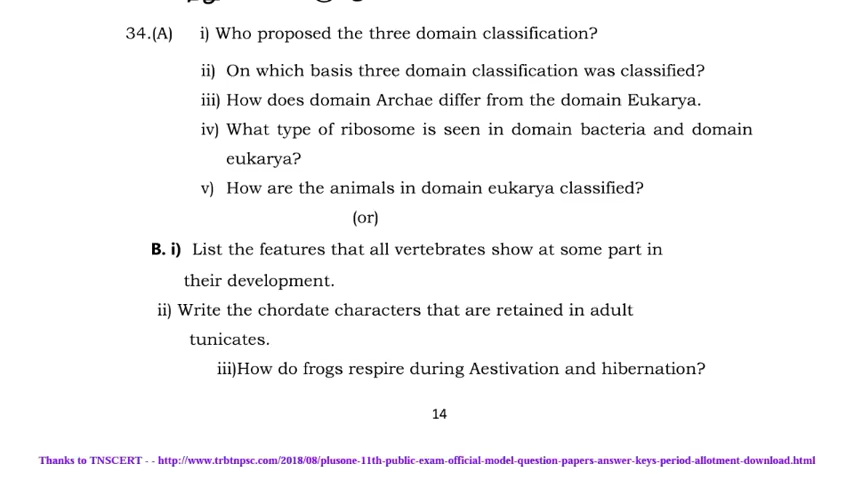 34.(A) i) Who proposed the three domain classification?
ii) On which basis three domain classification was classified?
iii) How does domain Archae differ from the domain Eukarya.
iv) What type of ribosome is seen in domain bacteria and domain
eukarya?
v) How are the animals in domain eukarya classified?
(or)
B. i) List the features that all vertebrates show at some part in
their development.
ii) Write the chordate characters that are retained in adult
tunicates.
iii)How do frogs respire during Aestivation and hibernation?
14
Thanks to TNSCERT - - http://www.trbtnpsc.com/2018/08/plusone-11th-public-exam-official-model-question-papers-answer-keys-period-allotment-download.html